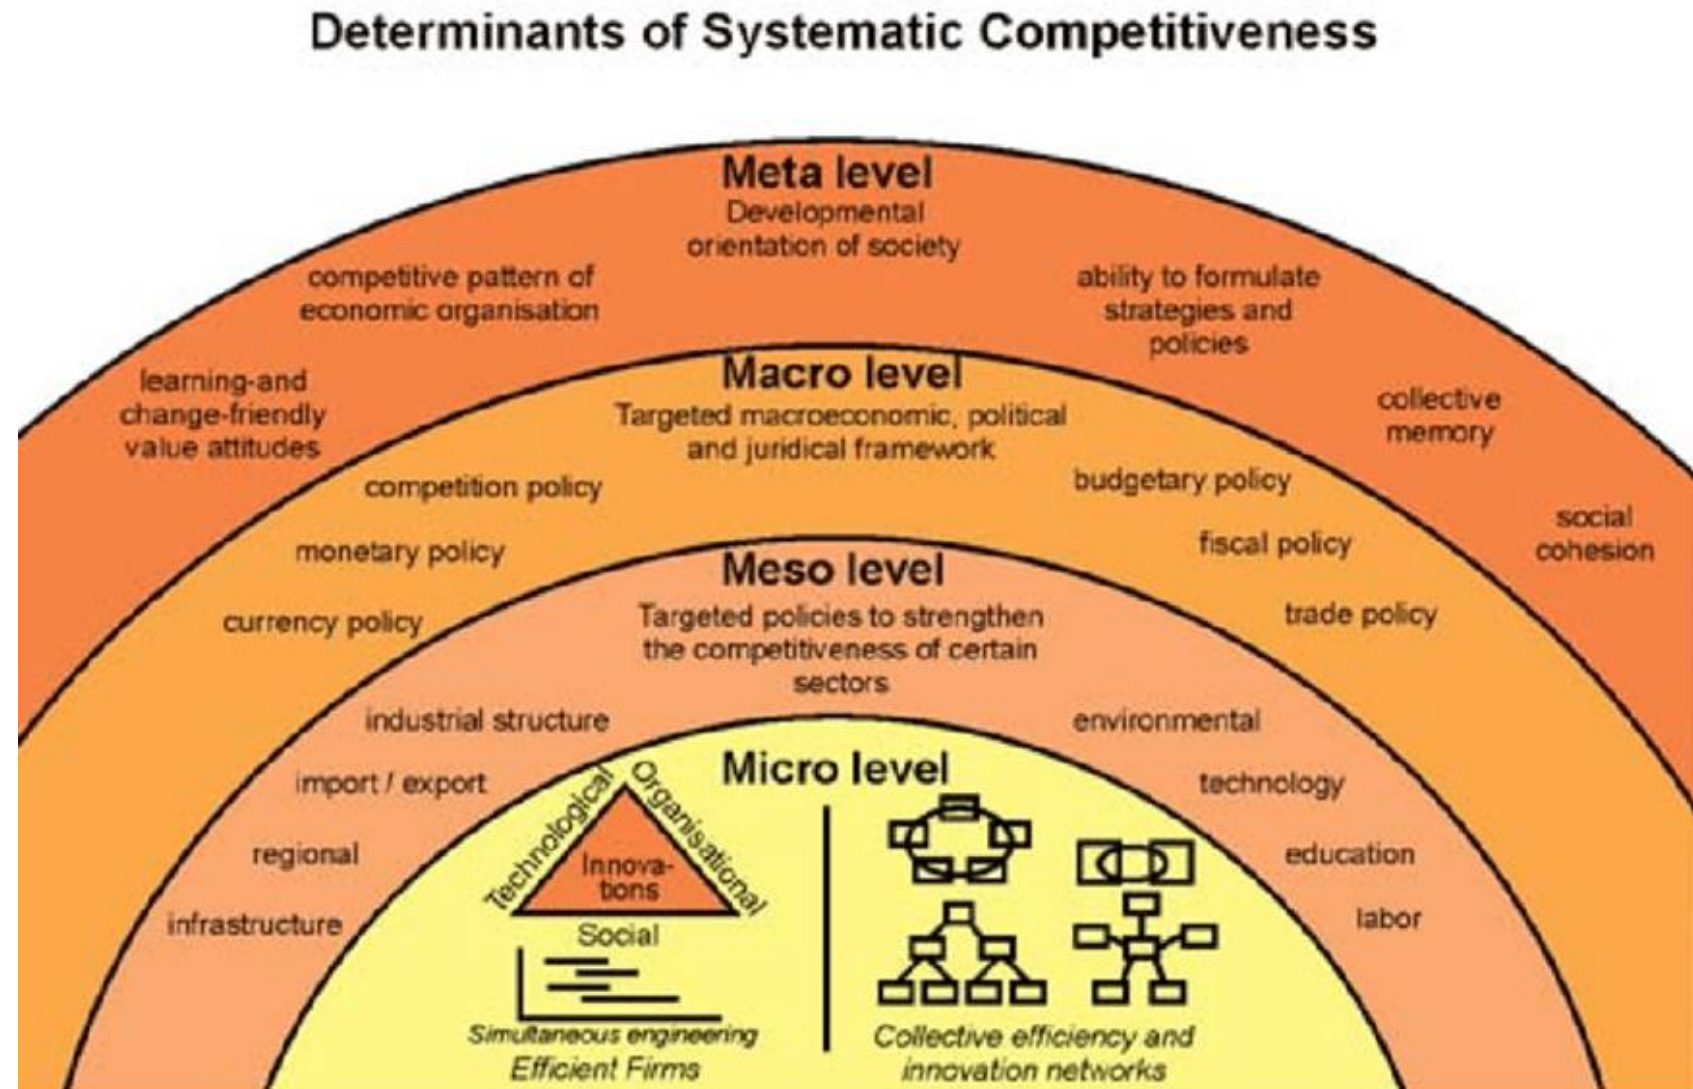 Determinants of Systematic Competitiveness
Meta level
Developmental
orientation of society
competitive pattern of
economic organisation
ability to formulate
strategies and
policies
learning-and
change-friendly
value attitudes
collective
memory
social
cohesion
Macro level
Targeted macroeconomic, political
and juridical framework
competition policy
budgetary policy
monetary policy
fiscal policy
currency policy
trade policy
Meso level
Targeted policies to strengthen
the competitiveness of certain
sectors
industrial structure
environmental
import / export
technology
regional
education
infrastructure
labor
Micro level
Technological
Organisational
Innova-
tions
Social
Simultaneous engineering
Efficient Firms
Collective efficiency and
innovation networks